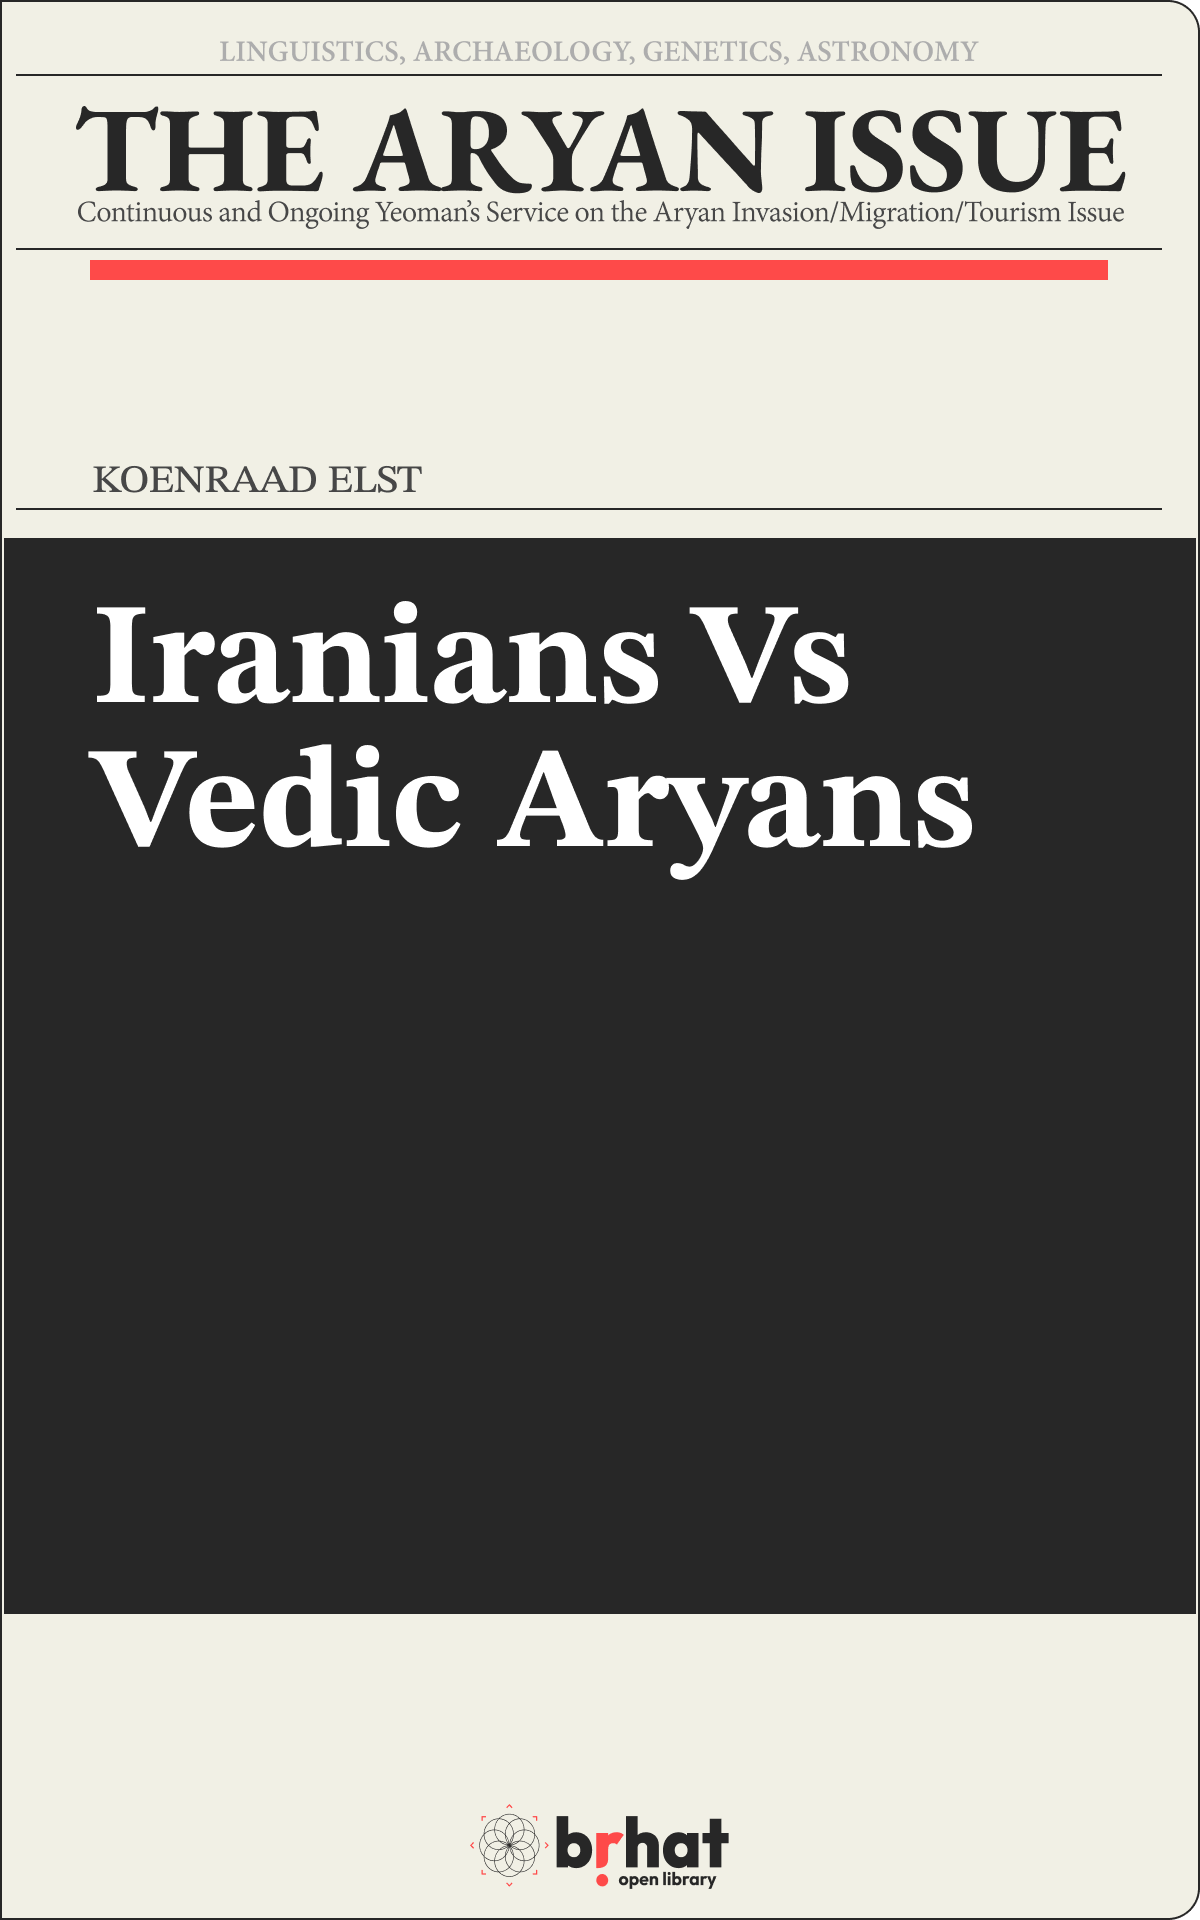 LINGUISTICS, ARCHAEOLOGY, GENETICS, ASTRONOMY
THE ARYAN ISSUE
Continuous and Ongoing Yeoman’s Service on the Aryan Invasion/Migration/Tourism Issue
KOENRAAD ELST
Iranians Vs
Vedic Aryans
bṛhat
open library